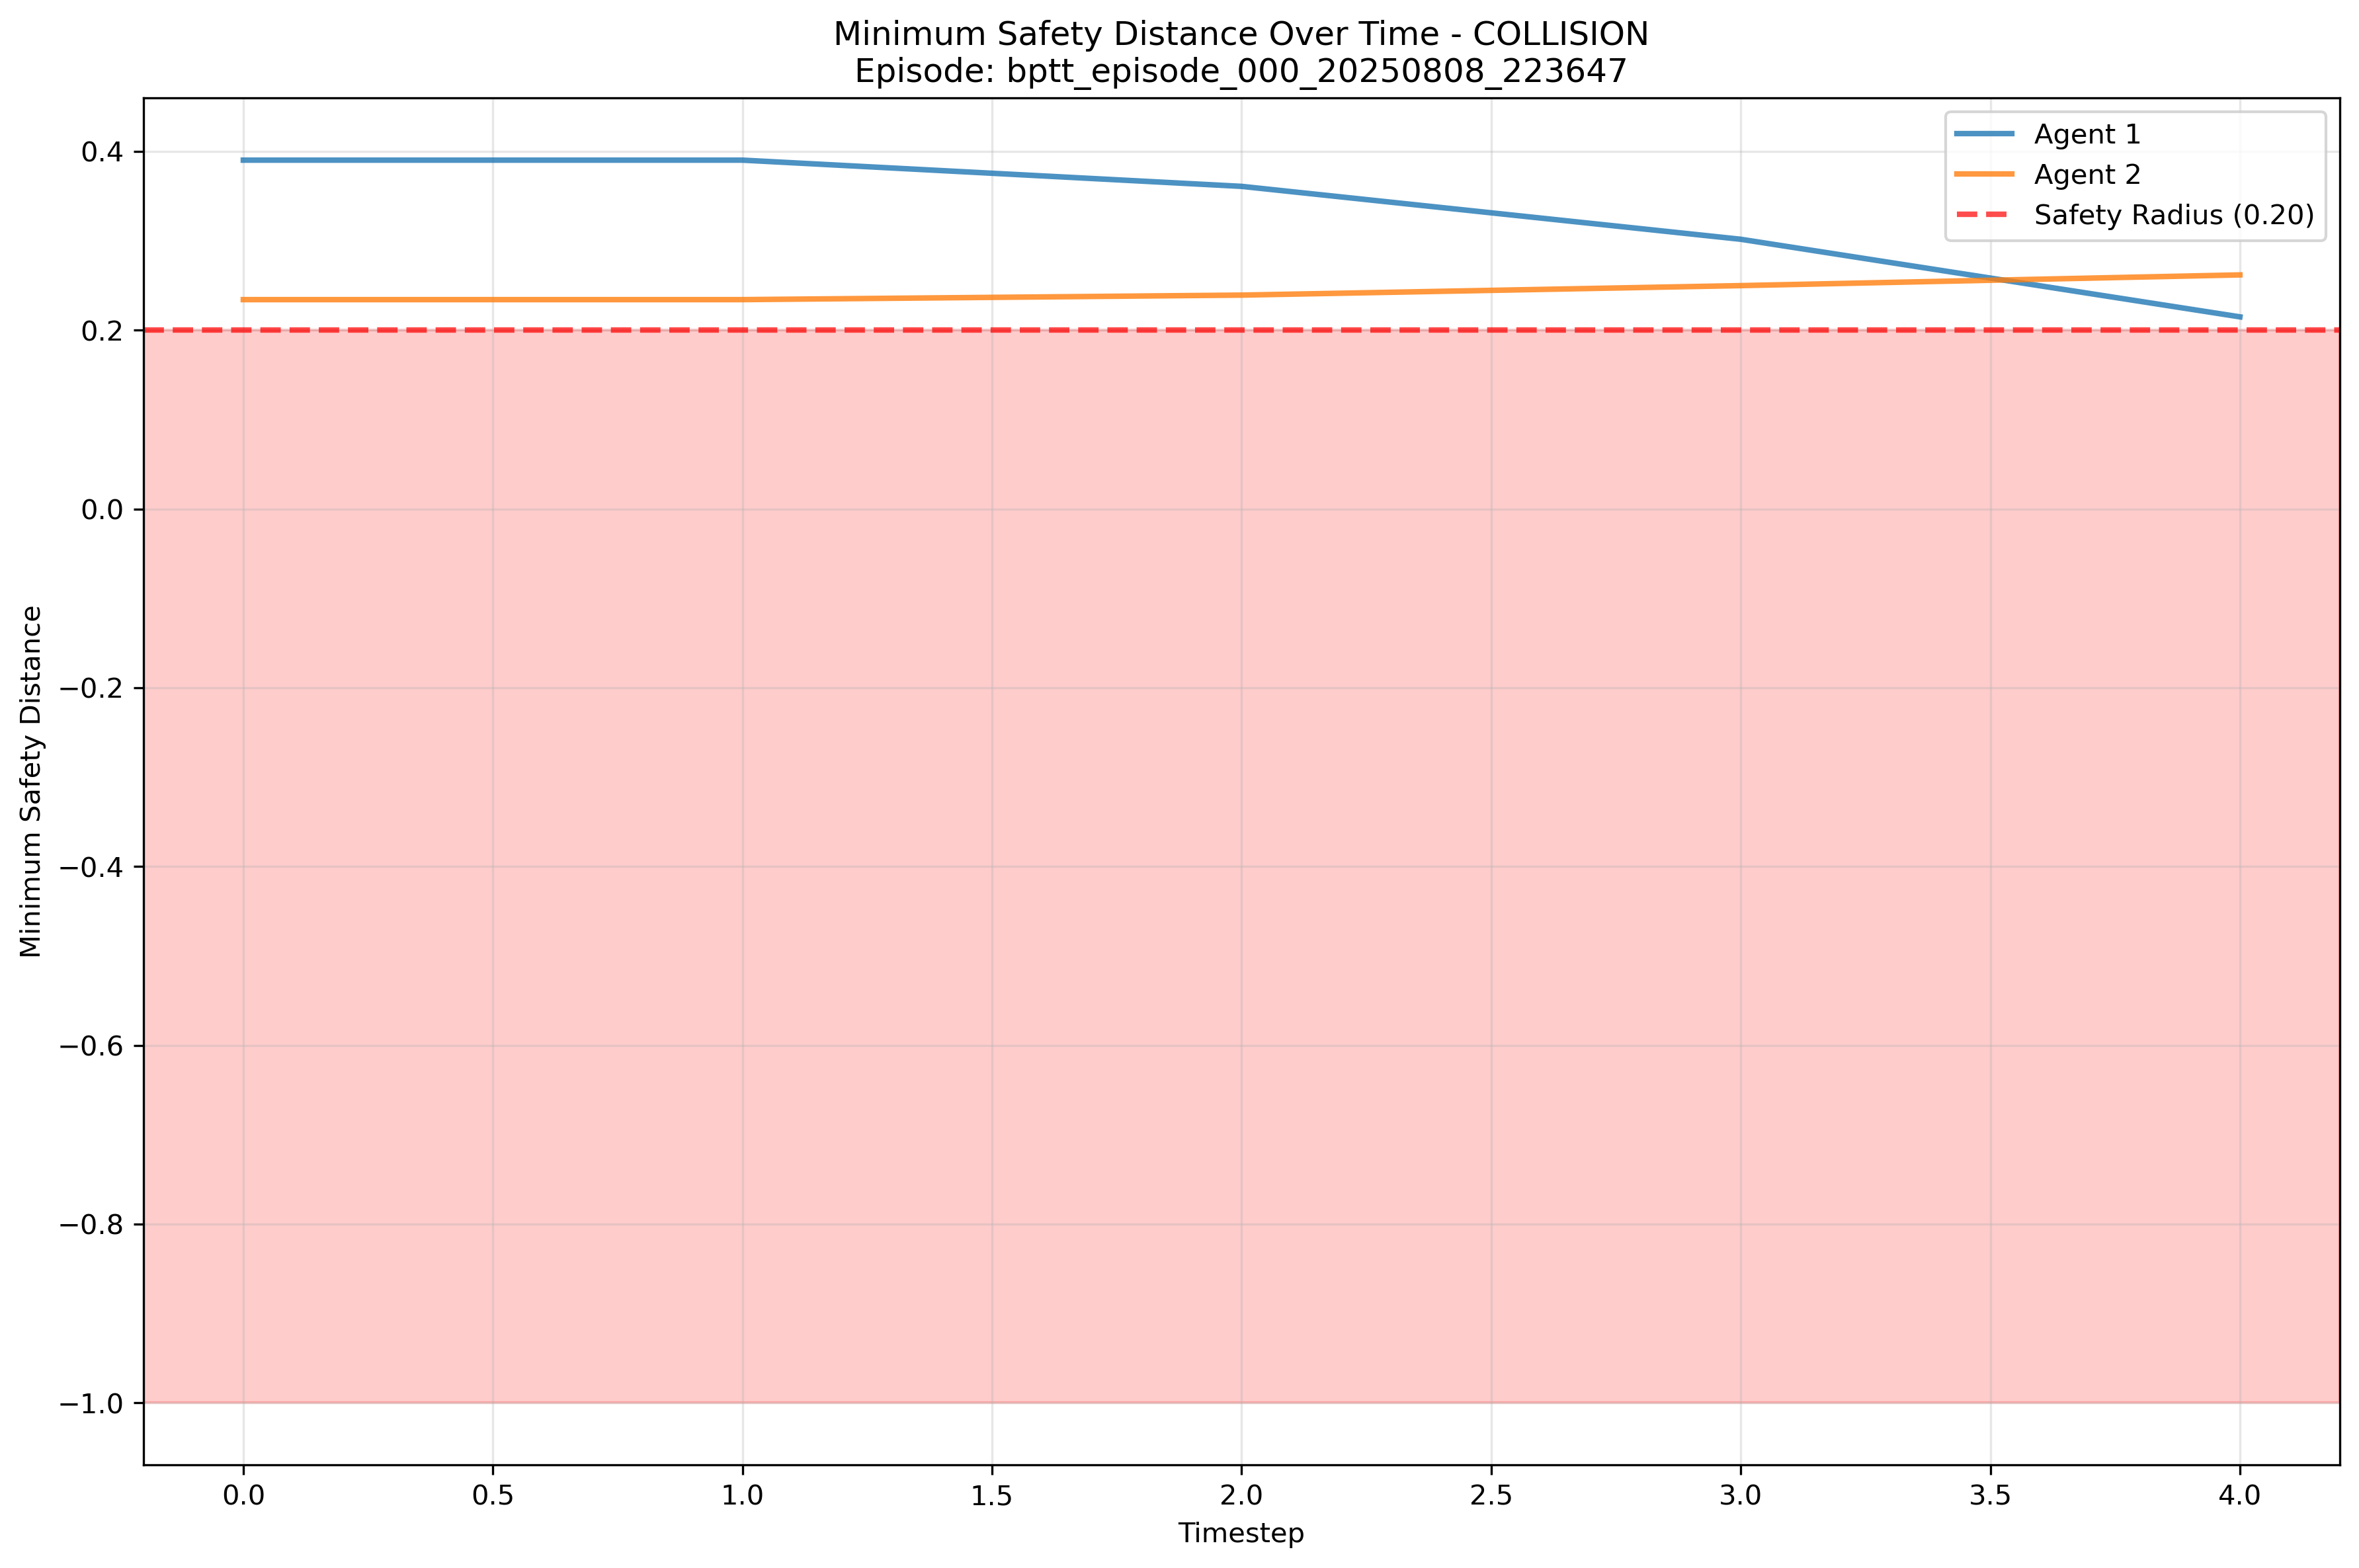 Minimum Safety Distance Over Time - COLLISION
Episode: bptt_episode_000_20250808_223647
Agent 1
Agent 2
Safety Radius (0.20)
Minimum Safety Distance
0.4
0.2
0.0
−0.2
−0.4
−0.6
−0.8
−1.0
0.0 0.5 1.0 1.5 2.0 2.5 3.0 3.5 4.0
Timestep